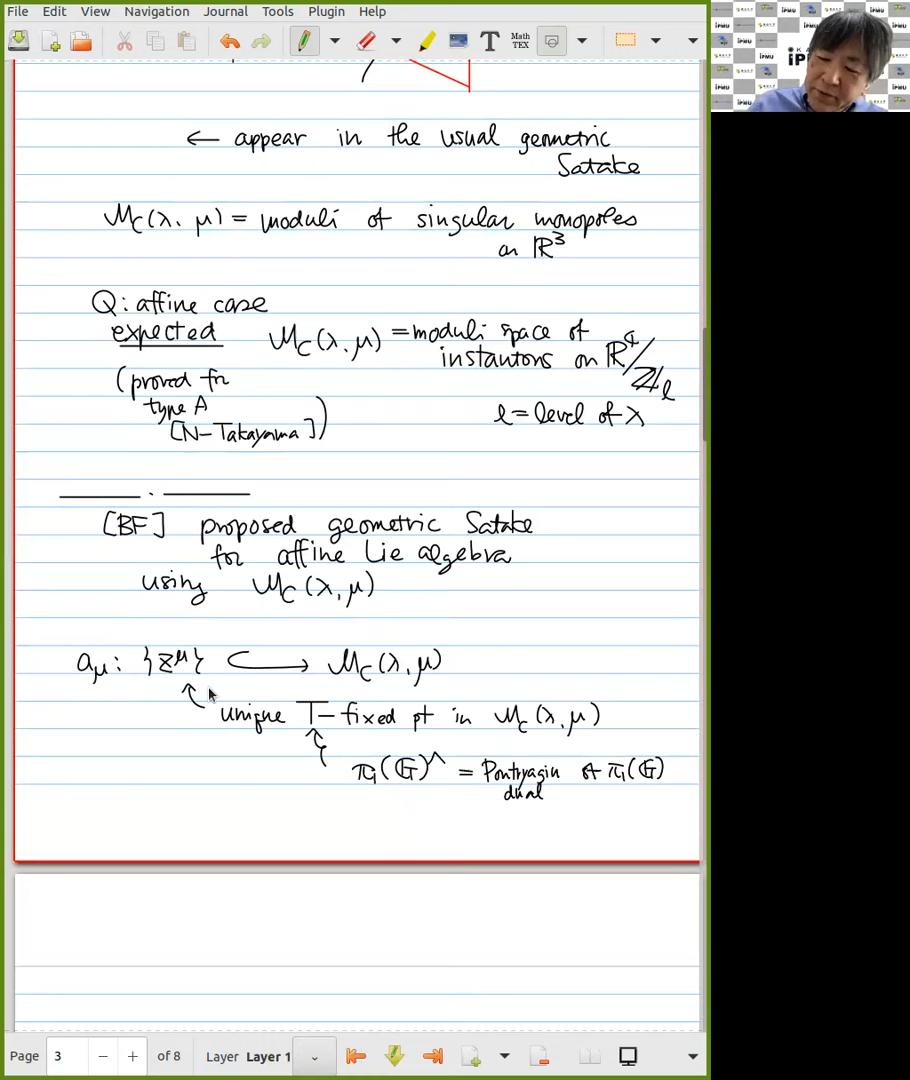 File Edit View Navigation Journal Tools Plugin Help
T Math TEX
← appear in the usual geometric
Satake
M_C(λ, μ) = moduli of singular monopoles
on ℝ³
Q: affine case
expected M_C(λ, μ) = moduli space of
instantons on ℝ⁴/ℤ_ℓ
(proved for
type A
[N-Takayama])
ℓ = level of λ
[BF] proposed geometric Satake
for affine Lie algebra
using M_C(λ, μ)
a_μ: {z^μ} ↪ M_C(λ, μ)
unique T-fixed pt in M_C(λ, μ)
π₁(𝔾)^∧ = Pontryagin of π₁(𝔾)
dual
Page 3 − + of 8 Layer Layer 1
iPMU